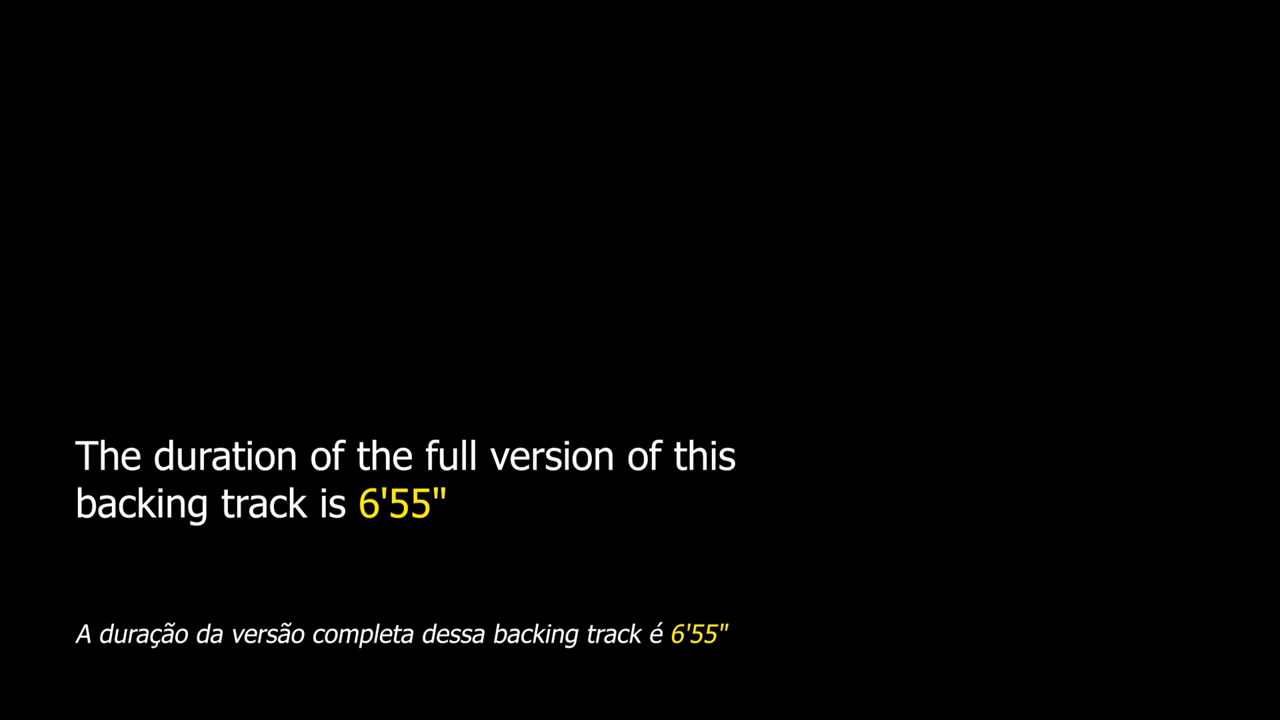 The duration of the full version of this
backing track is 6'55"
A duração da versão completa dessa backing track é 6'55"